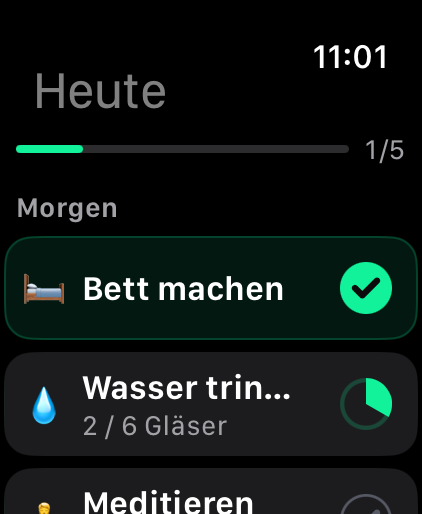 11:01
Heute
1/5
Morgen
Bett machen
Wasser trin...
2 / 6 Gläser
Meditieren